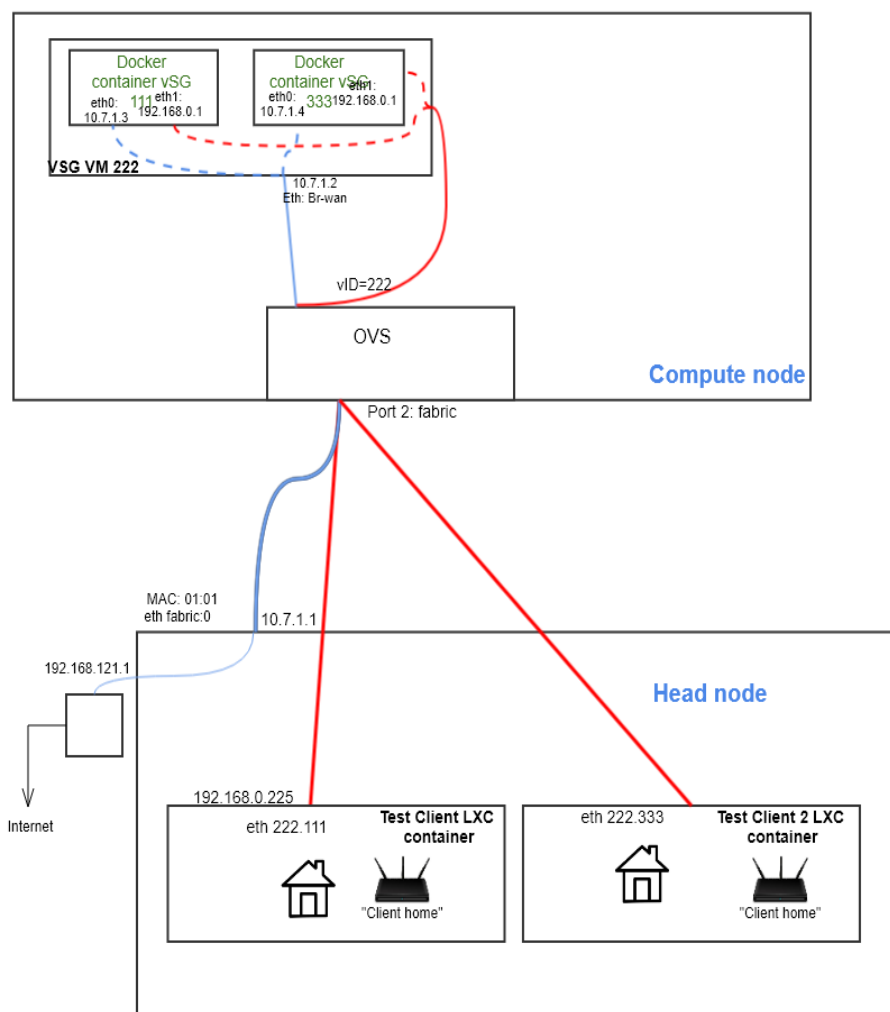 Docker
container vSG
111
eth0:
10.7.1.3
eth1:
192.168.0.1
Docker
container vSG
333
eth0:
10.7.1.4
eth1:
192.168.0.1
VSG VM 222
10.7.1.2
Eth: Br-wan
vID=222
OVS
Compute node
Port 2: fabric
MAC: 01:01
eth fabric:0
10.7.1.1
192.168.121.1
Head node
Internet
192.168.0.225
eth 222.111
Test Client LXC
container
"Client home"
eth 222.333
Test Client 2 LXC
container
"Client home"